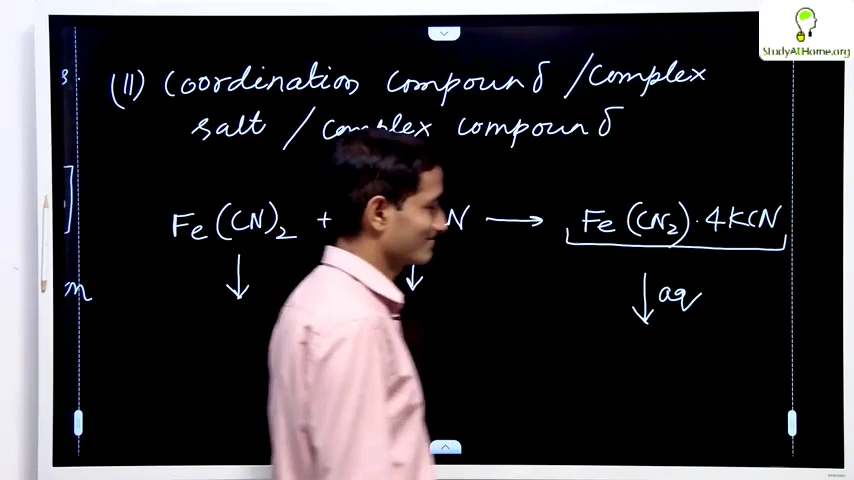 StudyAtHome.org
(II) Coordination compound / complex
salt / complex compound
Fe(CN)₂ + N ⟶ Fe(CN₂)·4KCN
↓ ↓ ↓ aq